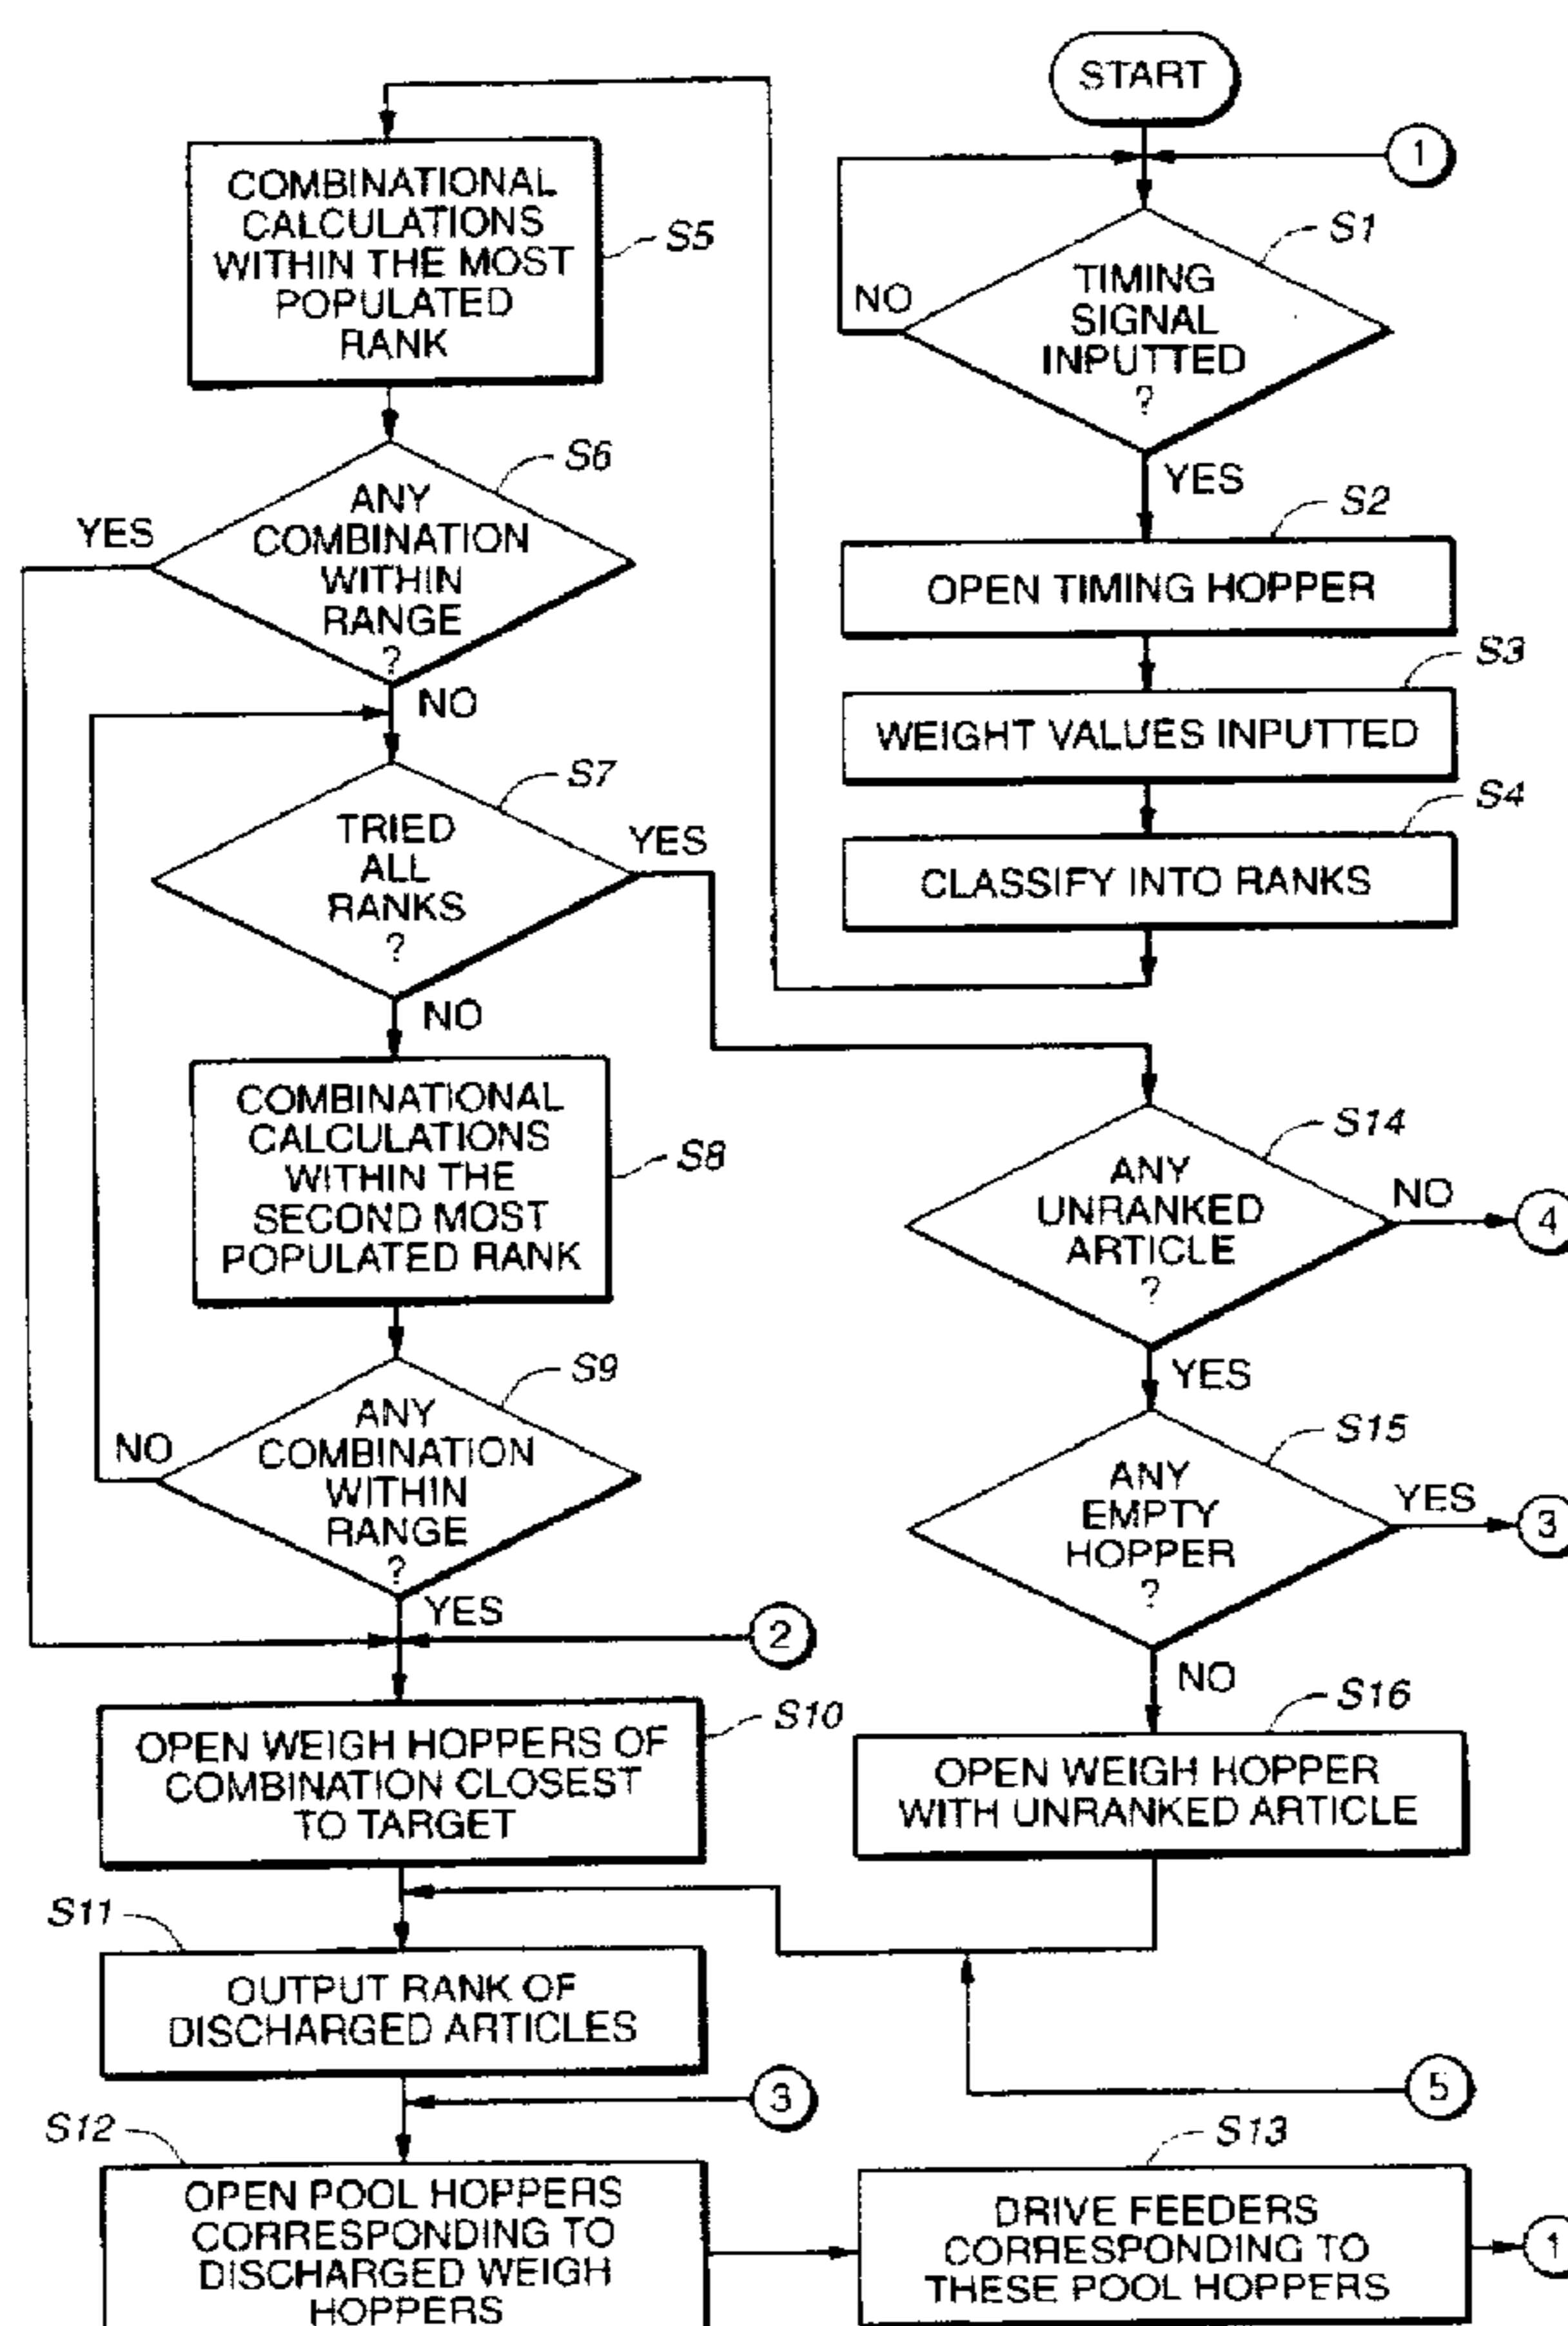 START
1
S1
TIMING
SIGNAL
INPUTTED
?
NO
YES
S2
OPEN TIMING HOPPER
S3
WEIGHT VALUES INPUTTED
S4
CLASSIFY INTO RANKS
COMBINATIONAL
CALCULATIONS
WITHIN THE MOST
POPULATED
RANK
S5
S6
ANY
COMBINATION
WITHIN
RANGE
?
YES
NO
S7
TRIED
ALL
RANKS
?
YES
NO
COMBINATIONAL
CALCULATIONS
WITHIN THE
SECOND MOST
POPULATED RANK
S8
S9
ANY
COMBINATION
WITHIN
RANGE
?
NO
YES
2
S10
OPEN WEIGH HOPPERS OF
COMBINATION CLOSEST
TO TARGET
S11
OUTPUT RANK OF
DISCHARGED ARTICLES
3
S12
OPEN POOL HOPPERS
CORRESPONDING TO
DISCHARGED WEIGH
HOPPERS
S13
DRIVE FEEDERS
CORRESPONDING TO
THESE POOL HOPPERS
1
S14
ANY
UNRANKED
ARTICLE
?
NO
4
YES
S15
ANY
EMPTY
HOPPER
?
YES
3
NO
S16
OPEN WEIGH HOPPER
WITH UNRANKED ARTICLE
5